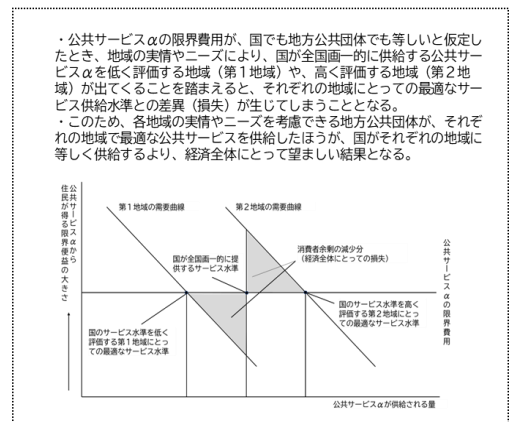 ・公共サービスαの限界費用が、国でも地方公共団体でも等しいと仮定し
たとき、地域の実情やニーズにより、国が全国画一的に供給する公共サー
ビスαを低く評価する地域（第１地域）や、高く評価する地域（第２地
域）が出てくることを踏まえると、それぞれの地域にとっての最適なサー
ビス供給水準との差異（損失）が生じてしまうこととなる。
・このため、各地域の実情やニーズを考慮できる地方公共団体が、それぞ
れの地域で最適な公共サービスを供給したほうが、国がそれぞれの地域に
等しく供給するより、経済全体にとって望ましい結果となる。
公共サービスαから
住民が得る限界便益の大きさ
第１地域の需要曲線
第２地域の需要曲線
国が全国画一的に提
供するサービス水準
消費者余剰の減少分
（経済全体にとっての損失）
公共サービスαの限界費用
国のサービス水準を低く
評価する第１地域にとっ
ての最適なサービス水準
国のサービス水準を高く
評価する第２地域にとっ
ての最適なサービス水準
公共サービスαが供給される量